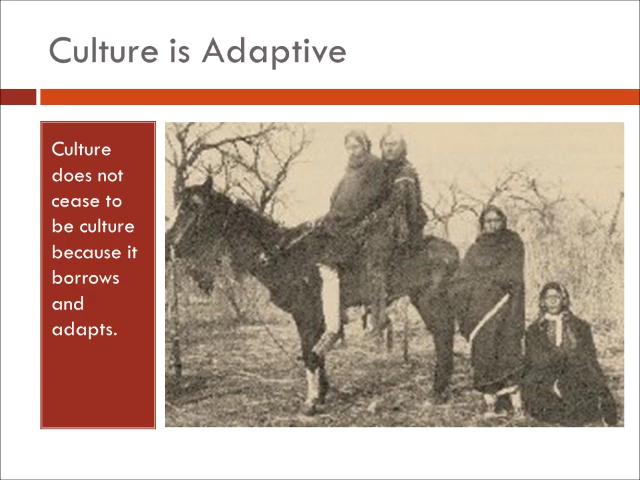 Culture is Adaptive
Culture
does not
cease to
be culture
because it
borrows
and
adapts.